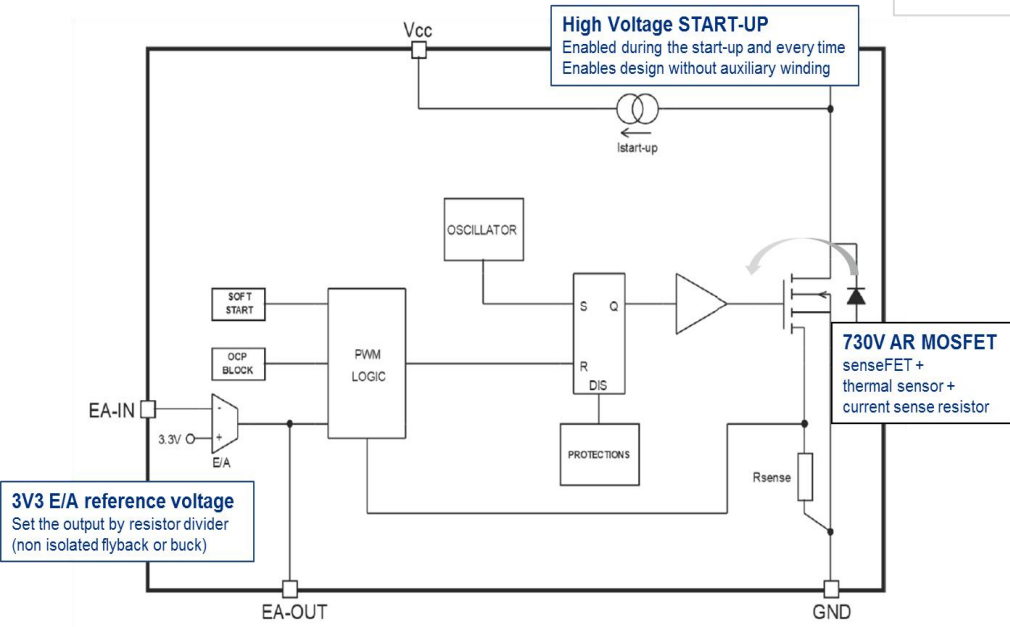 Vcc
High Voltage START-UP
Enabled during the start-up and every time
Enables design without auxiliary winding
Istart-up
OSCILLATOR
SOFT
START
S Q
PWM
LOGIC
OCP
BLOCK
R
DIS
730V AR MOSFET
senseFET +
thermal sensor +
current sense resistor
EA-IN
-
3.3V
+
E/A
PROTECTIONS
Rsense
3V3 E/A reference voltage
Set the output by resistor divider
(non isolated flyback or buck)
EA-OUT
GND